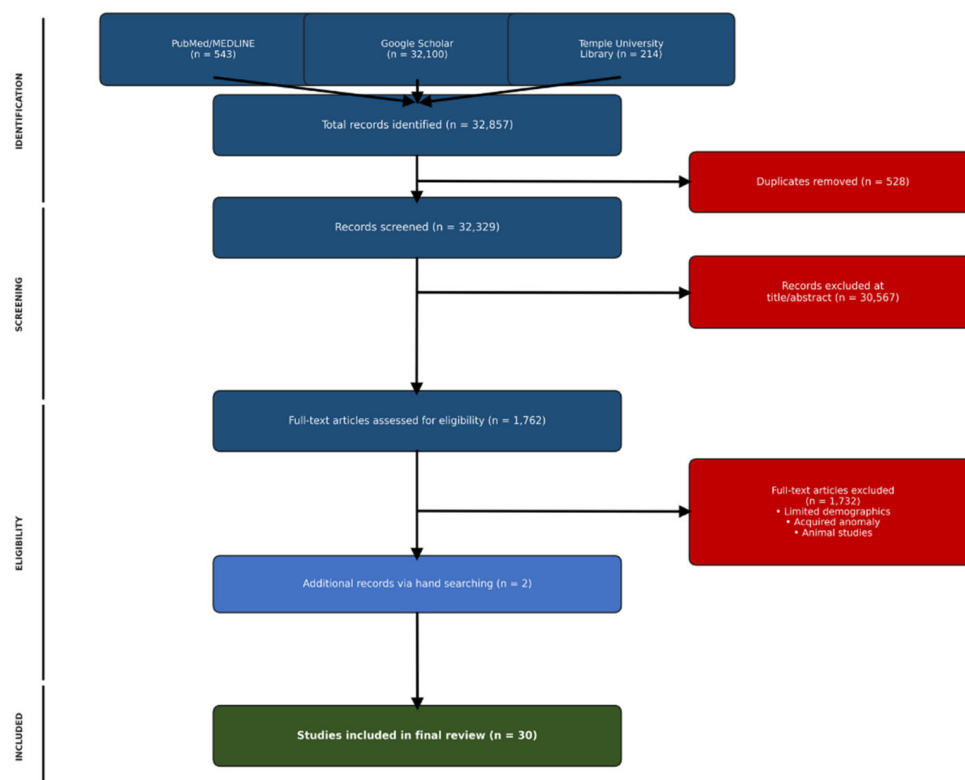 IDENTIFICATION
PubMed/MEDLINE
(n = 543)
Google Scholar
(n = 32,100)
Temple University
Library (n = 214)
Total records identified (n = 32,857)
Duplicates removed (n = 528)
SCREENING
Records screened (n = 32,329)
Records excluded at
title/abstract (n = 30,567)
ELIGIBILITY
Full-text articles assessed for eligibility (n = 1,762)
Full-text articles excluded
(n = 1,732)
• Limited demographics
• Acquired anomaly
• Animal studies
Additional records via hand searching (n = 2)
INCLUDED
Studies included in final review (n = 30)